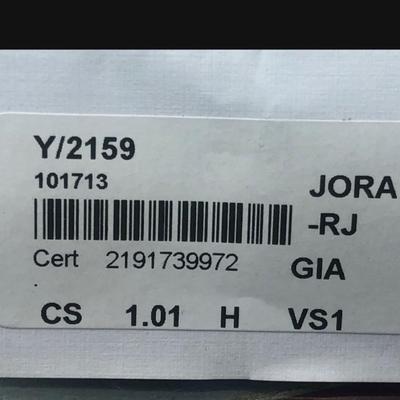 Y/2159
101713
JORA
-RJ
Cert 2191739972 GIA
CS 1.01 H VS1